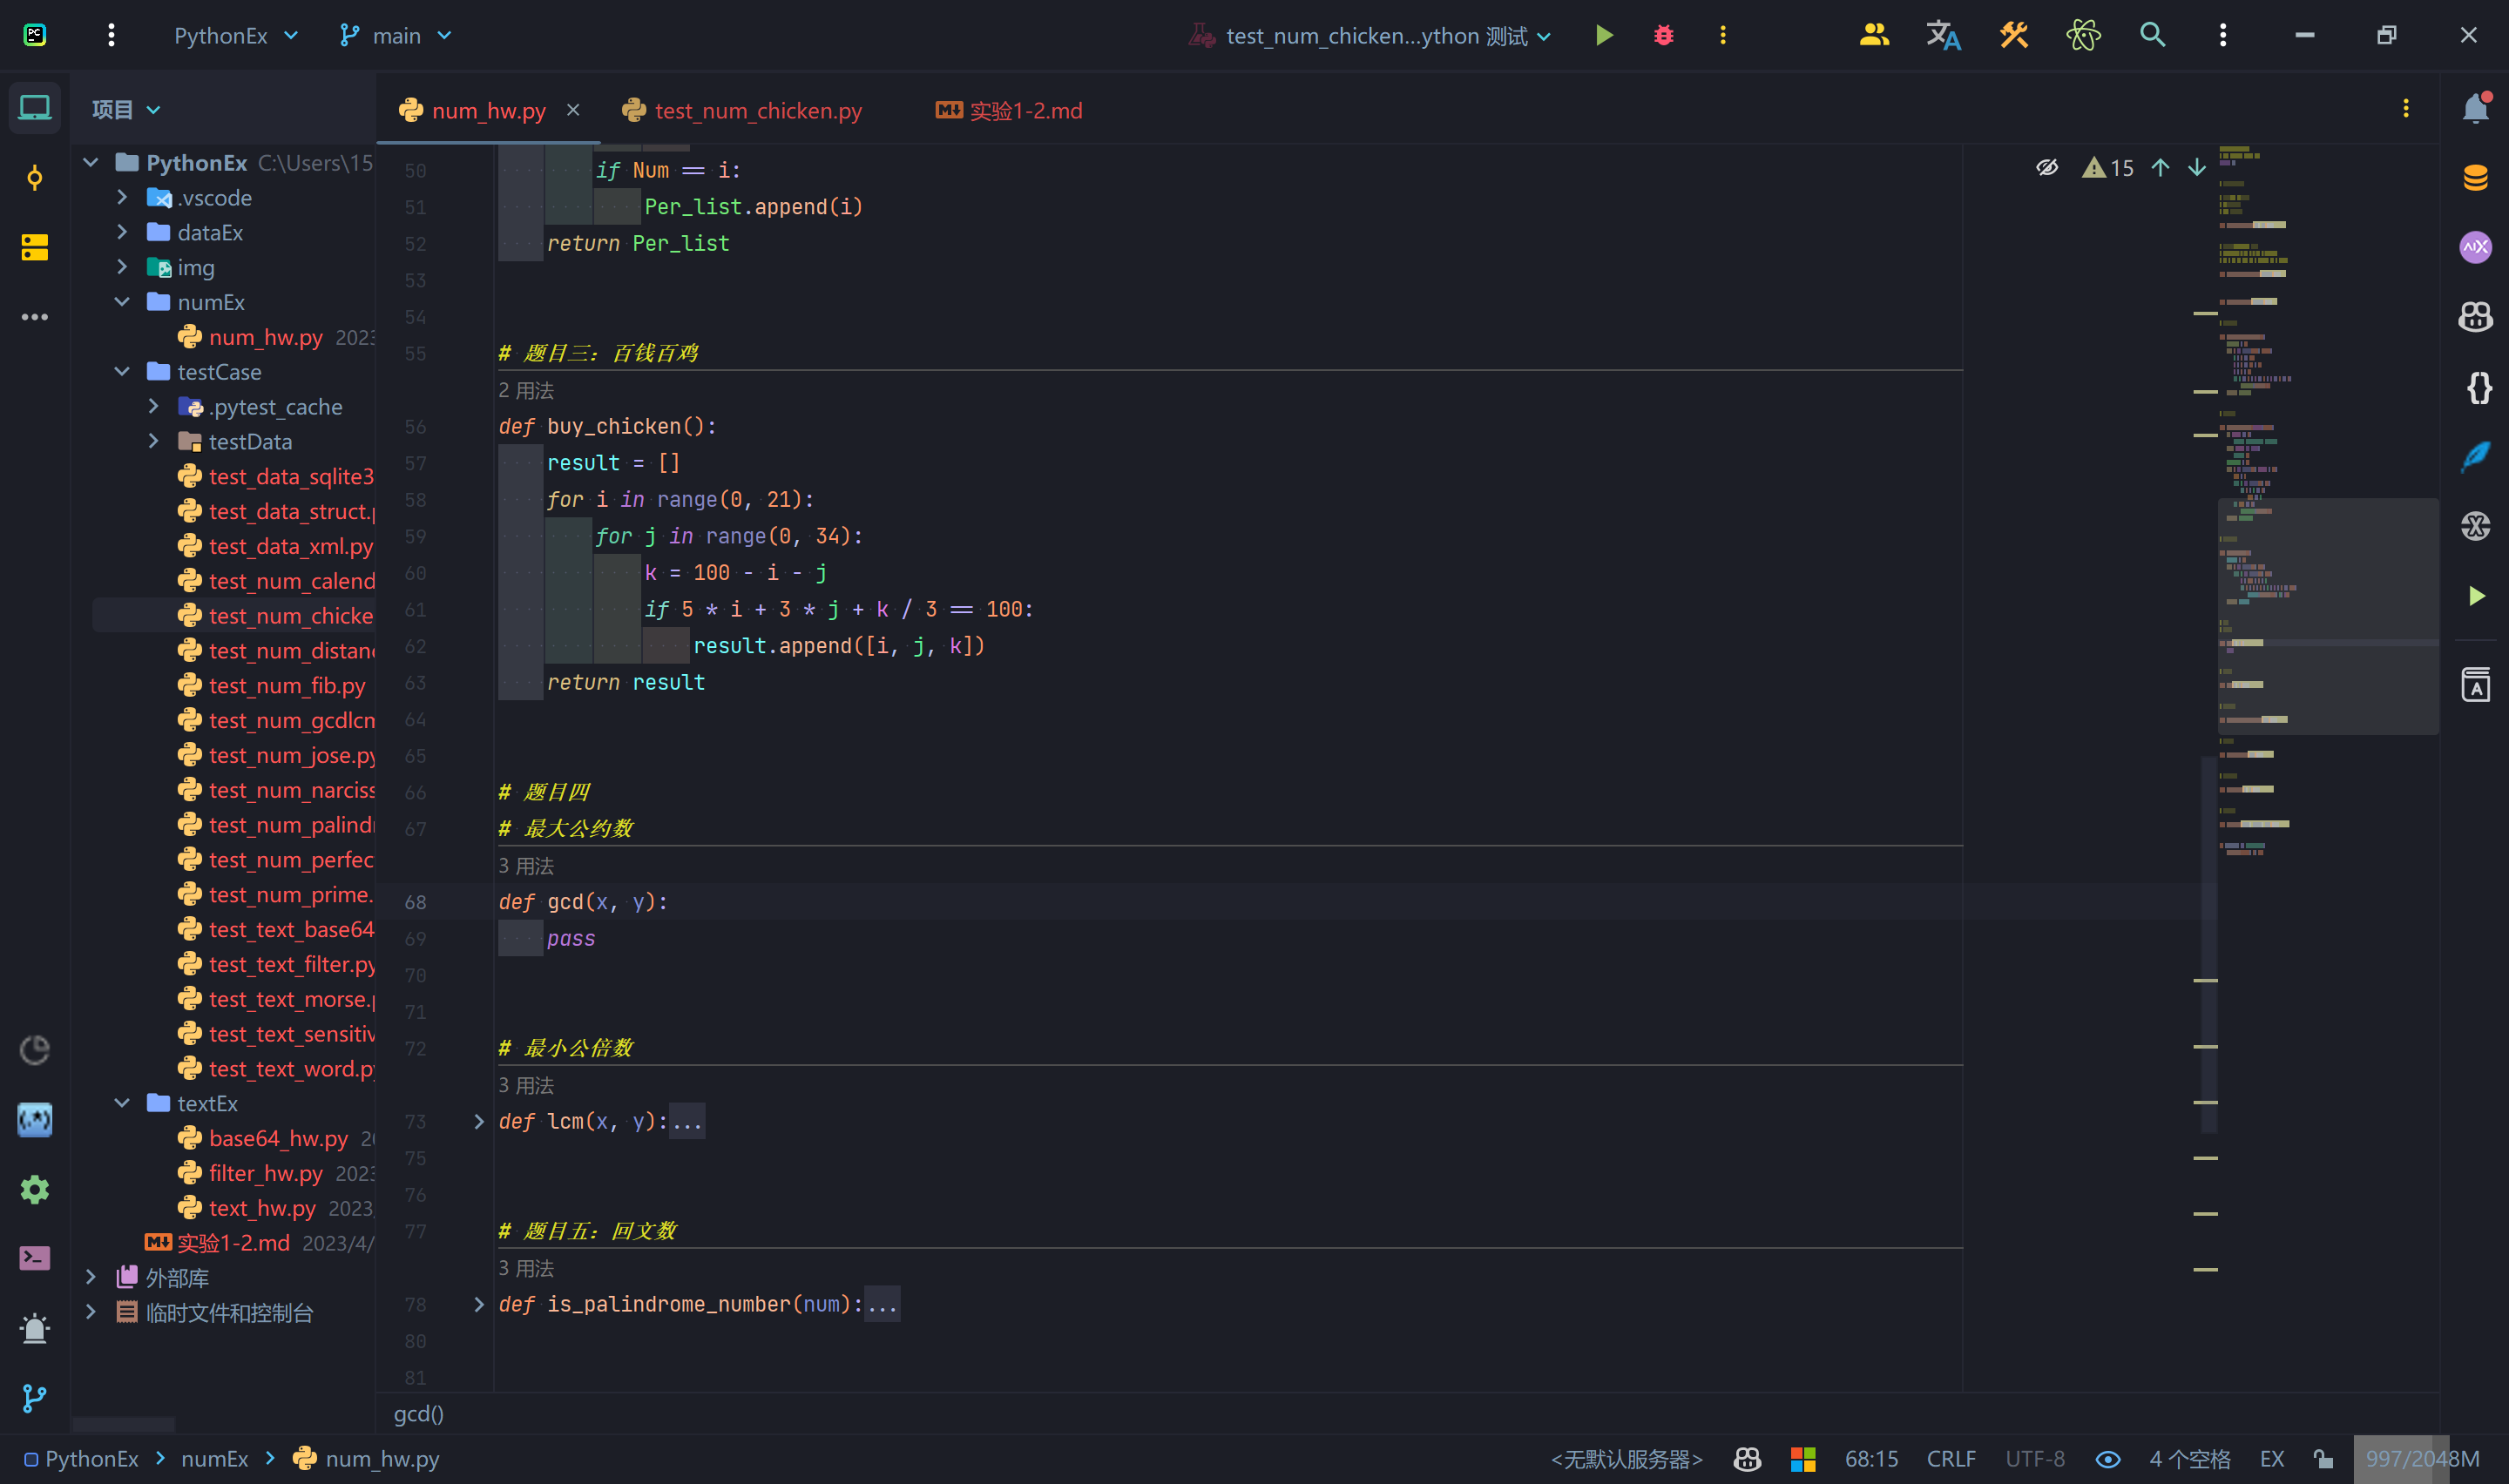 PythonEx
main
test_num_chicken...ython 测试
项目
num_hw.py
test_num_chicken.py
实验1-2.md
PythonEx C:\Users\15
.vscode
dataEx
img
numEx
num_hw.py 2023
testCase
.pytest_cache
testData
test_data_sqlite3
test_data_struct.p
test_data_xml.py
test_num_calend
test_num_chicke
test_num_distanc
test_num_fib.py
test_num_gcdlcm
test_num_jose.py
test_num_narciss
test_num_palindr
test_num_perfec
test_num_prime.
test_text_base64
test_text_filter.py
test_text_morse.p
test_text_sensitiv
test_text_word.py
textEx
base64_hw.py 20
filter_hw.py 2023
text_hw.py 2023/
实验1-2.md 2023/4/
外部库
临时文件和控制台
15
50 if Num == i:
51 Per_list.append(i)
52 return Per_list
53
54
55 # 题目三：百钱百鸡
2 用法
56 def buy_chicken():
57 result = []
58 for i in range(0, 21):
59 for j in range(0, 34):
60 k = 100 - i - j
61 if 5 * i + 3 * j + k / 3 == 100:
62 result.append([i, j, k])
63 return result
64
65
66 # 题目四
67 # 最大公约数
3 用法
68 def gcd(x, y):
69 pass
70
71
72 # 最小公倍数
3 用法
73 def lcm(x, y):...
75
76
77 # 题目五：回文数
3 用法
78 def is_palindrome_number(num):...
80
81
gcd()
PythonEx > numEx > num_hw.py
<无默认服务器>
68:15
CRLF
UTF-8
4 个空格
EX
997/2048M